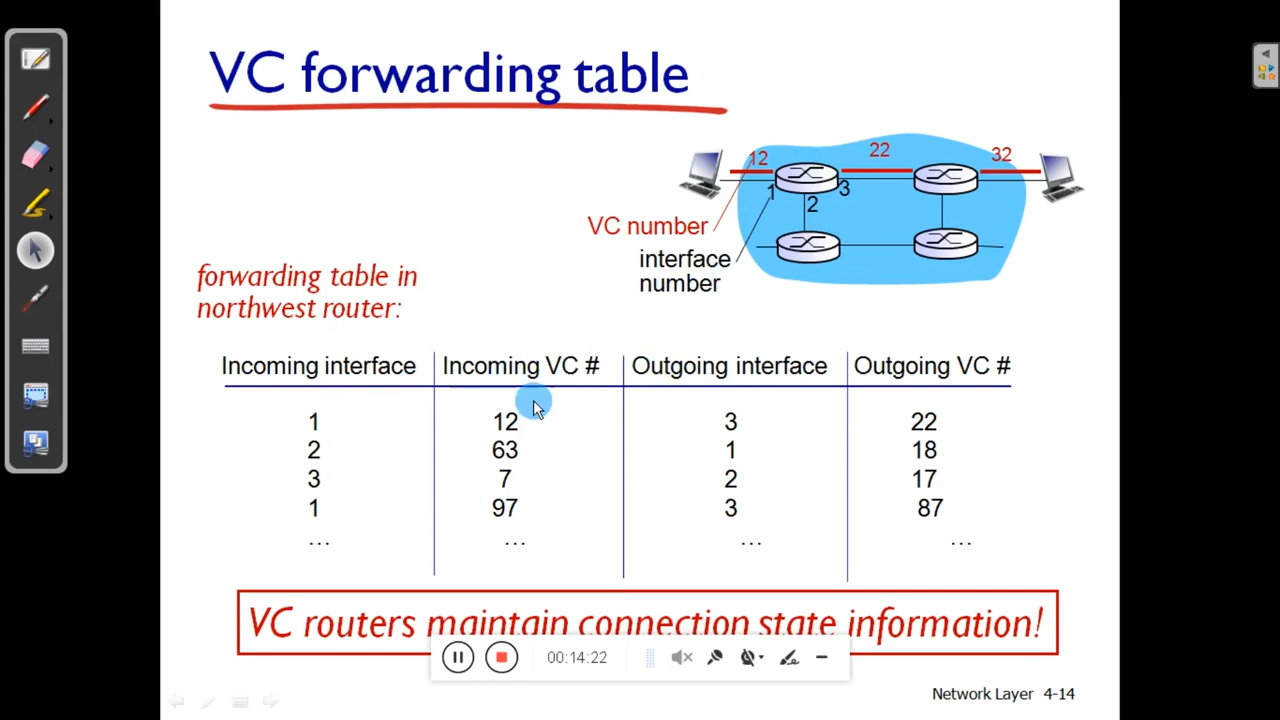 VC forwarding table
12
22
32
1
3
2
VC number
interface
number
forwarding table in
northwest router:
Incoming interface Incoming VC # Outgoing interface Outgoing VC #
1 12 3 22
2 63 1 18
3 7 2 17
1 97 3 87
… … … …
VC routers maintain connection state information!
00:14:22
Network Layer 4-14